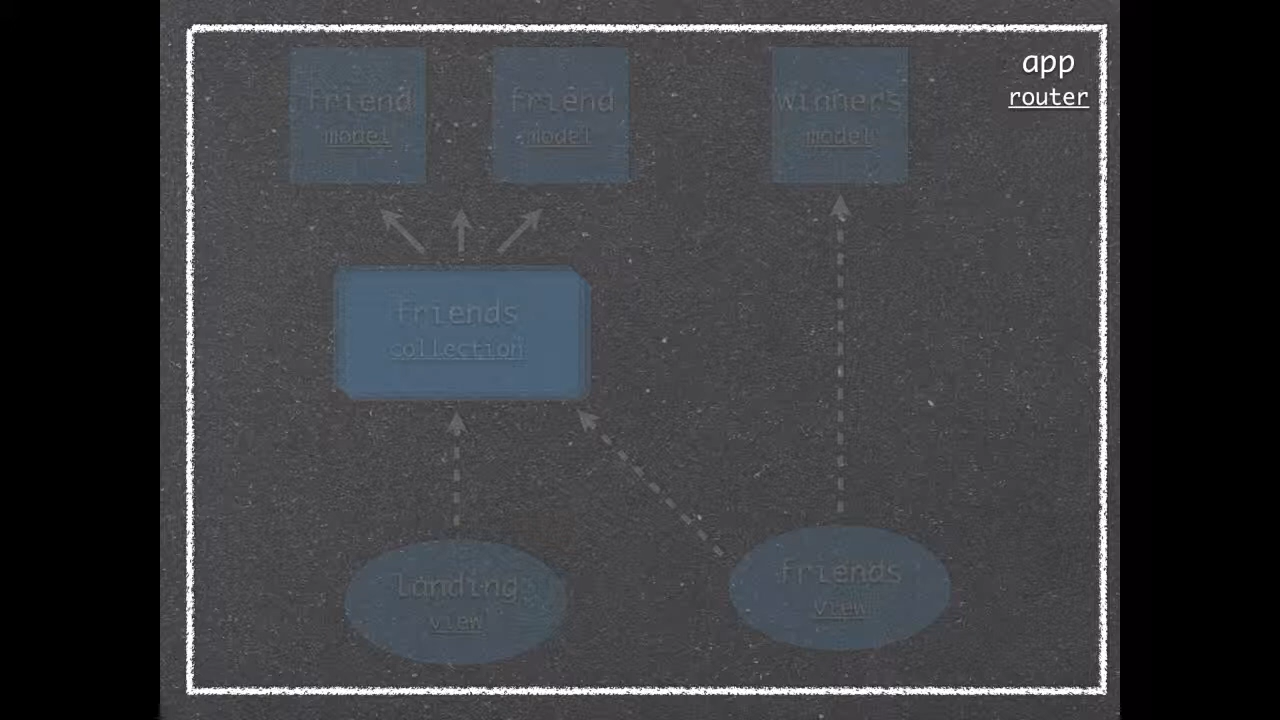 app
router
friend
model
friend
model
winners
model
friends
collection
landing
view
friends
view